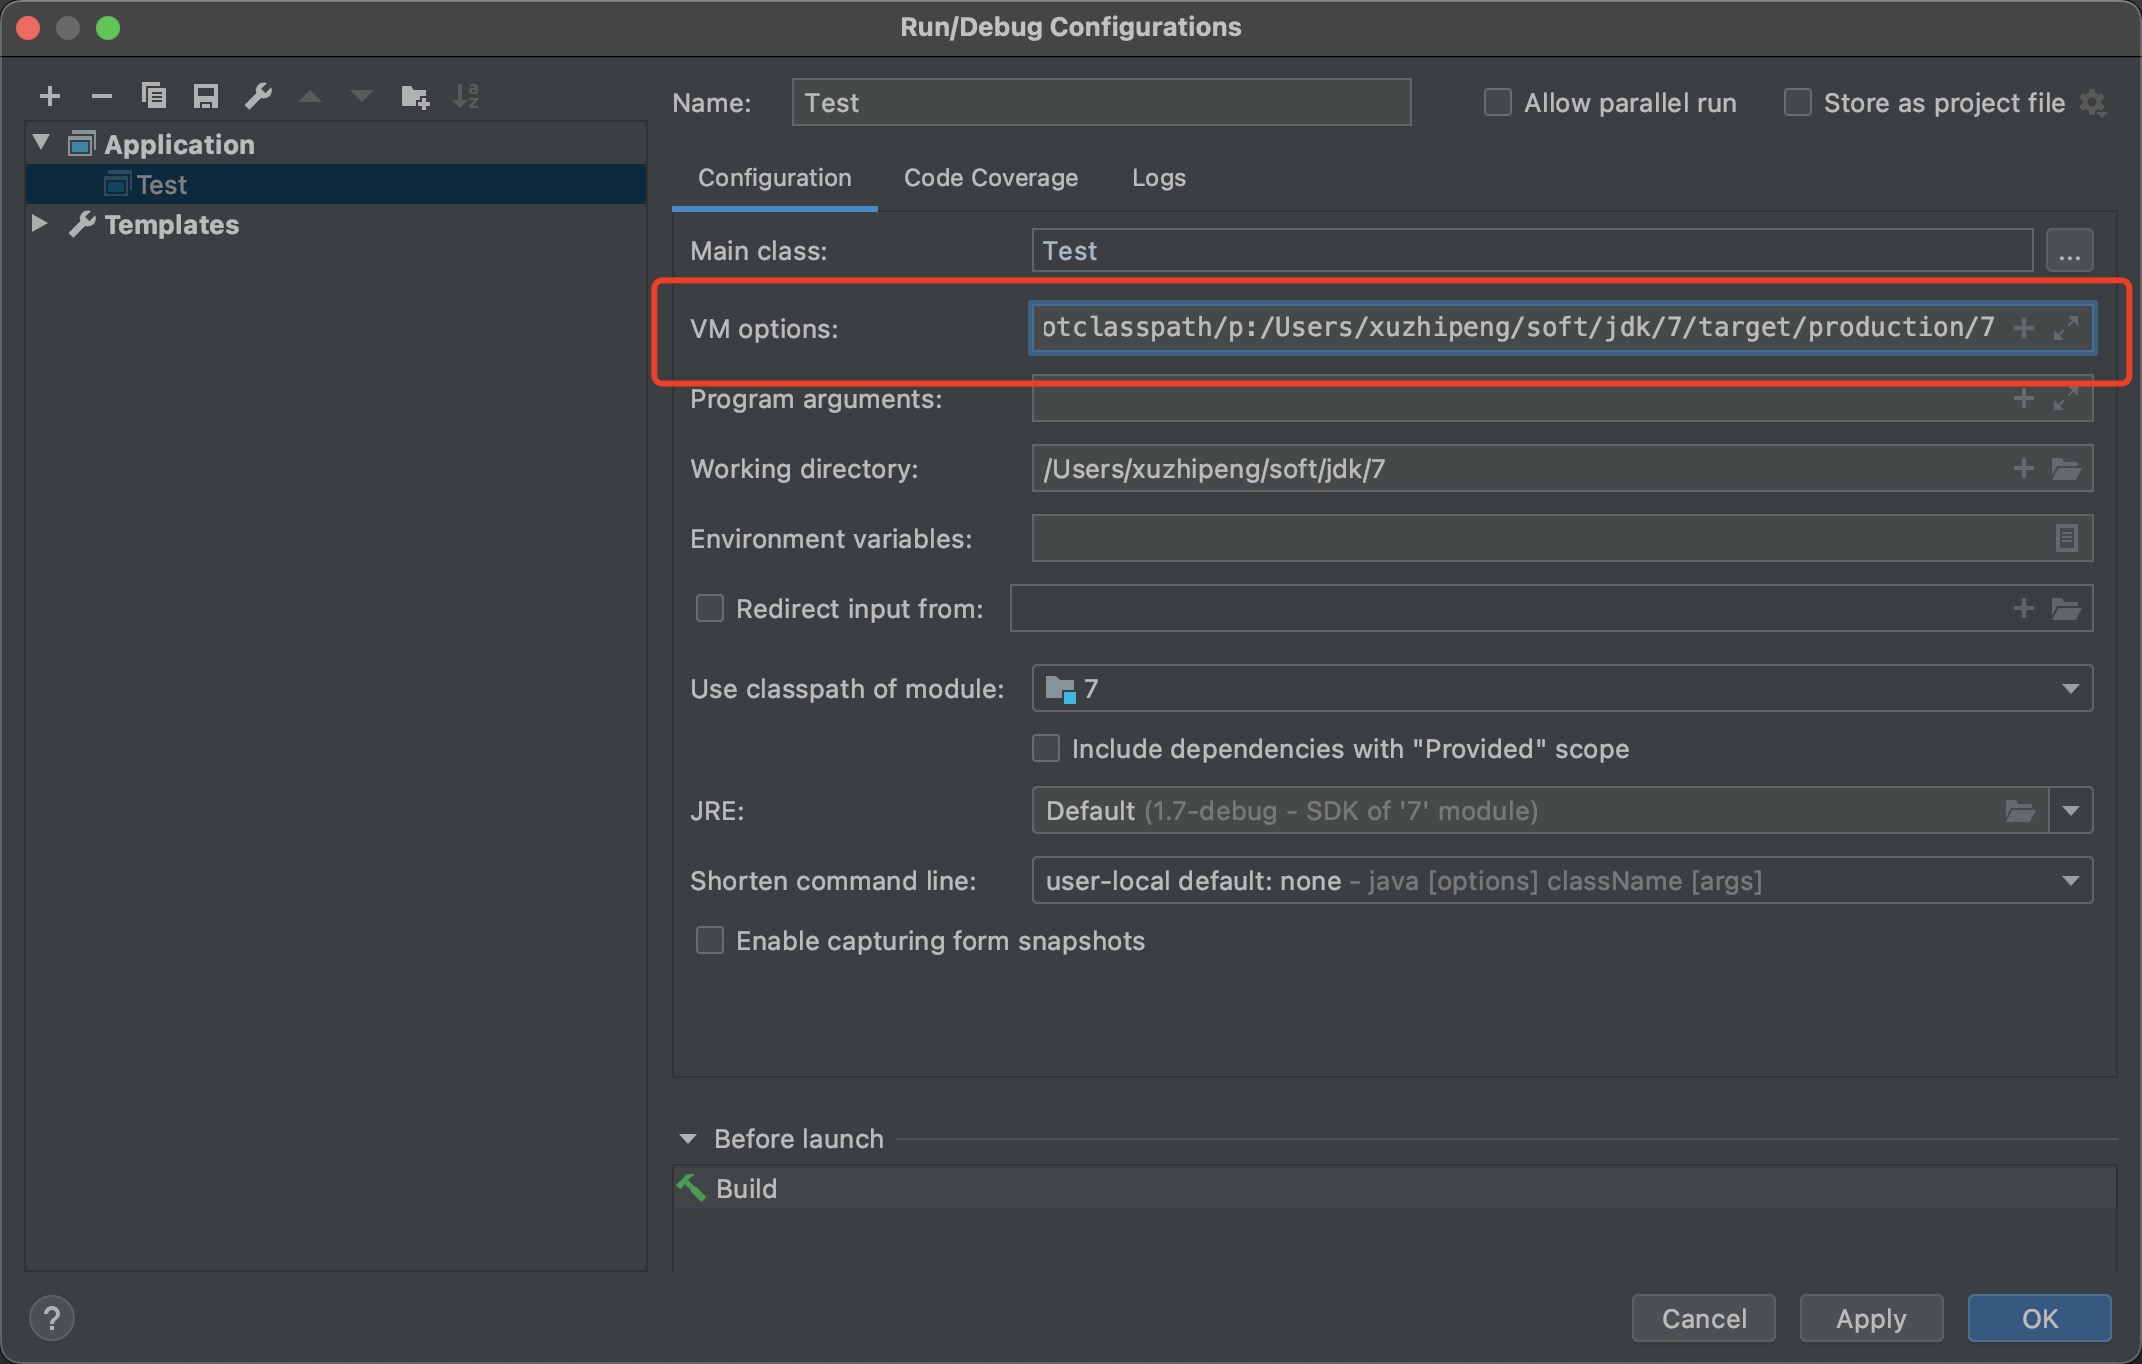 Run/Debug Configurations
Name: Test Allow parallel run Store as project file
Application
Test
Templates
Configuration Code Coverage Logs
Main class: Test ...
VM options: otclasspath/p:/Users/xuzhipeng/soft/jdk/7/target/production/7
Program arguments:
Working directory: /Users/xuzhipeng/soft/jdk/7
Environment variables:
Redirect input from:
Use classpath of module: 7
Include dependencies with "Provided" scope
JRE: Default (1.7-debug - SDK of '7' module)
Shorten command line: user-local default: none - java [options] className [args]
Enable capturing form snapshots
Before launch
Build
? Cancel Apply OK